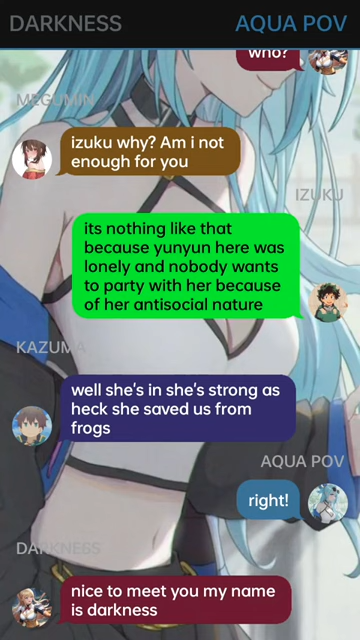 DARKNESS
AQUA POV
who?
MEGUMIN
izuku why? Am i not
enough for you
IZUKU
its nothing like that
because yunyun here was
lonely and nobody wants
to party with her because
of her antisocial nature
KAZUMA
well she's in she's strong as
heck she saved us from
frogs
AQUA POV
right!
DARKNESS
nice to meet you my name
is darkness